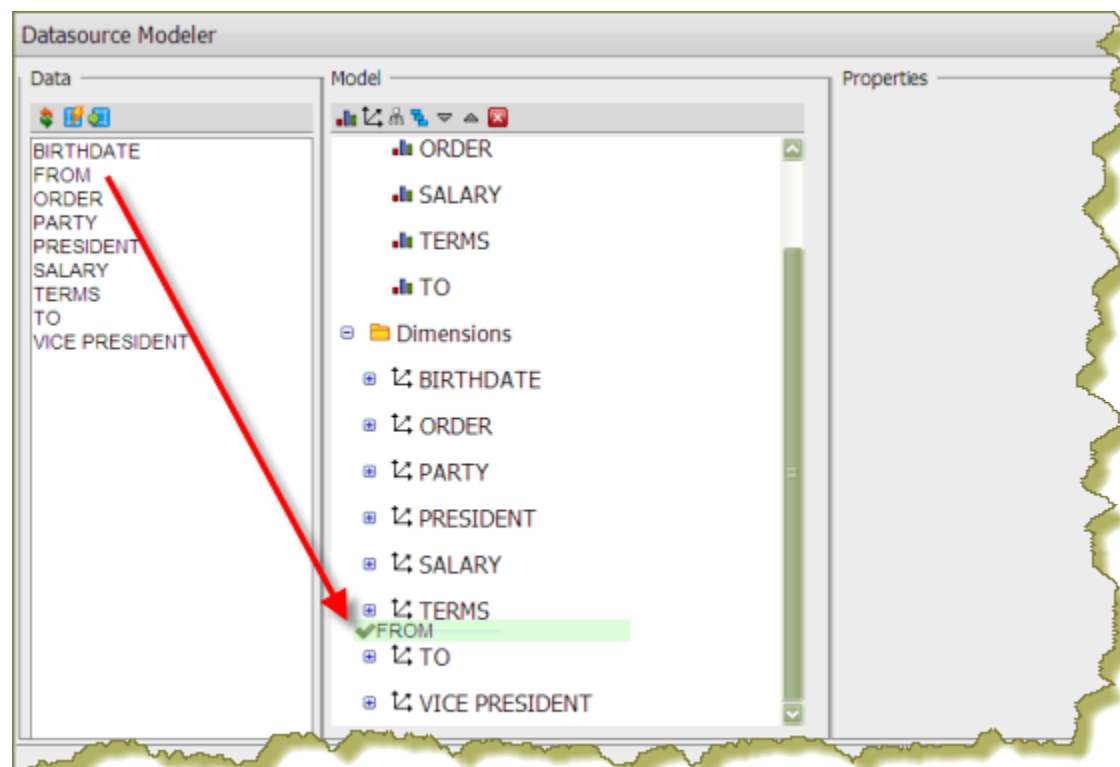 Datasource Modeler
Data
Model
Properties
BIRTHDATE
FROM
ORDER
PARTY
PRESIDENT
SALARY
TERMS
TO
VICE PRESIDENT
ORDER
SALARY
TERMS
TO
Dimensions
BIRTHDATE
ORDER
PARTY
PRESIDENT
SALARY
TERMS
FROM
TO
VICE PRESIDENT